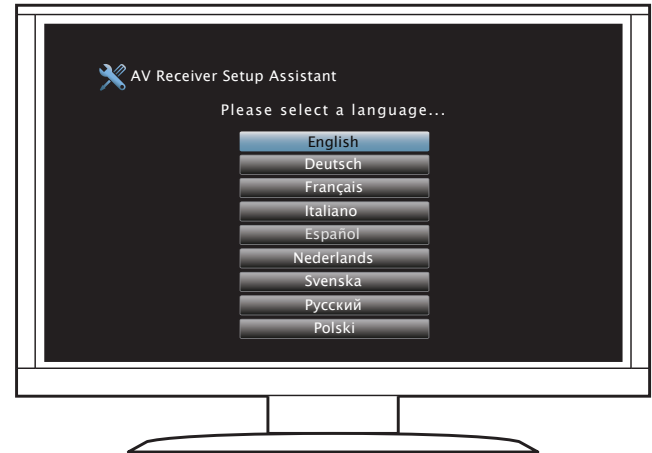 AV Receiver Setup Assistant
Please select a language...
English
Deutsch
Français
Italiano
Español
Nederlands
Svenska
Русский
Polski